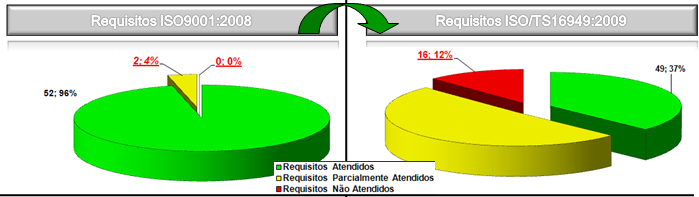 Requisitos ISO9001:2008
Requisitos ISO/TS16949:2009
2; 4%
0; 0%
52; 96%
16; 12%
49; 37%
Requisitos Atendidos
Requisitos Parcialmente Atendidos
Requisitos Não Atendidos